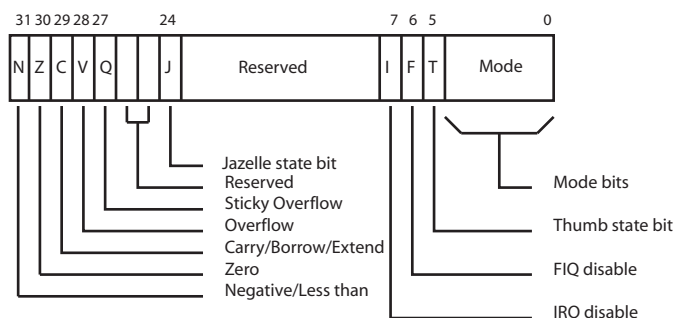 31 30 29 28 27 24 7 6 5 0
N Z C V Q J Reserved I F T Mode
Jazelle state bit
Reserved
Sticky Overflow
Overflow
Carry/Borrow/Extend
Zero
Negative/Less than
Mode bits
Thumb state bit
FIQ disable
IRO disable